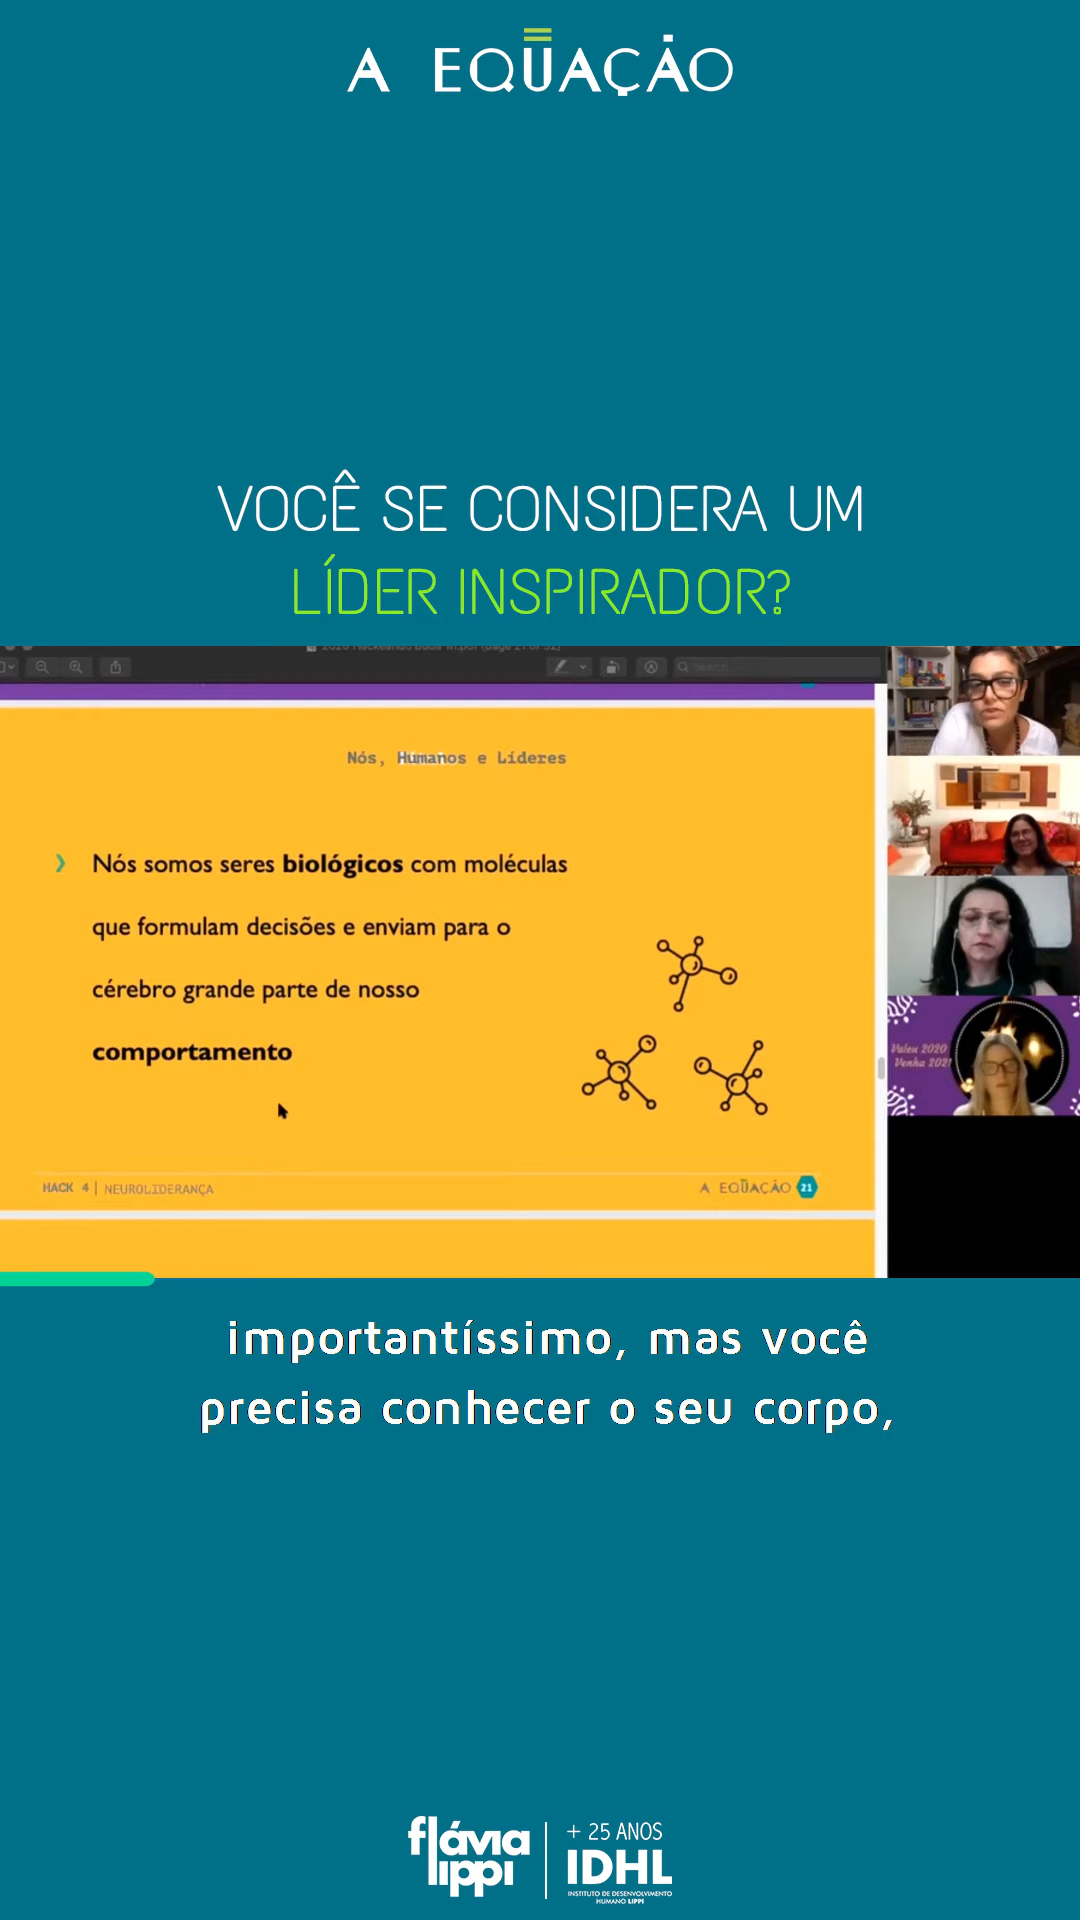 A EQUAÇÃO
VOCÊ SE CONSIDERA UM
LÍDER INSPIRADOR?
Nós, Humanos e Líderes
❯ Nós somos seres biológicos com moléculas
que formulam decisões e enviam para o
cérebro grande parte de nosso
comportamento
HACK 4 | NEUROLIDERANÇA
A EQUAÇÃO 21
Valeu 2020
Venha 2021
importantíssimo, mas você
precisa conhecer o seu corpo,
flávia
lippi
+ 25 ANOS
IDHL
INSTITUTO DE DESENVOLVIMENTO
HUMANO LIPPI